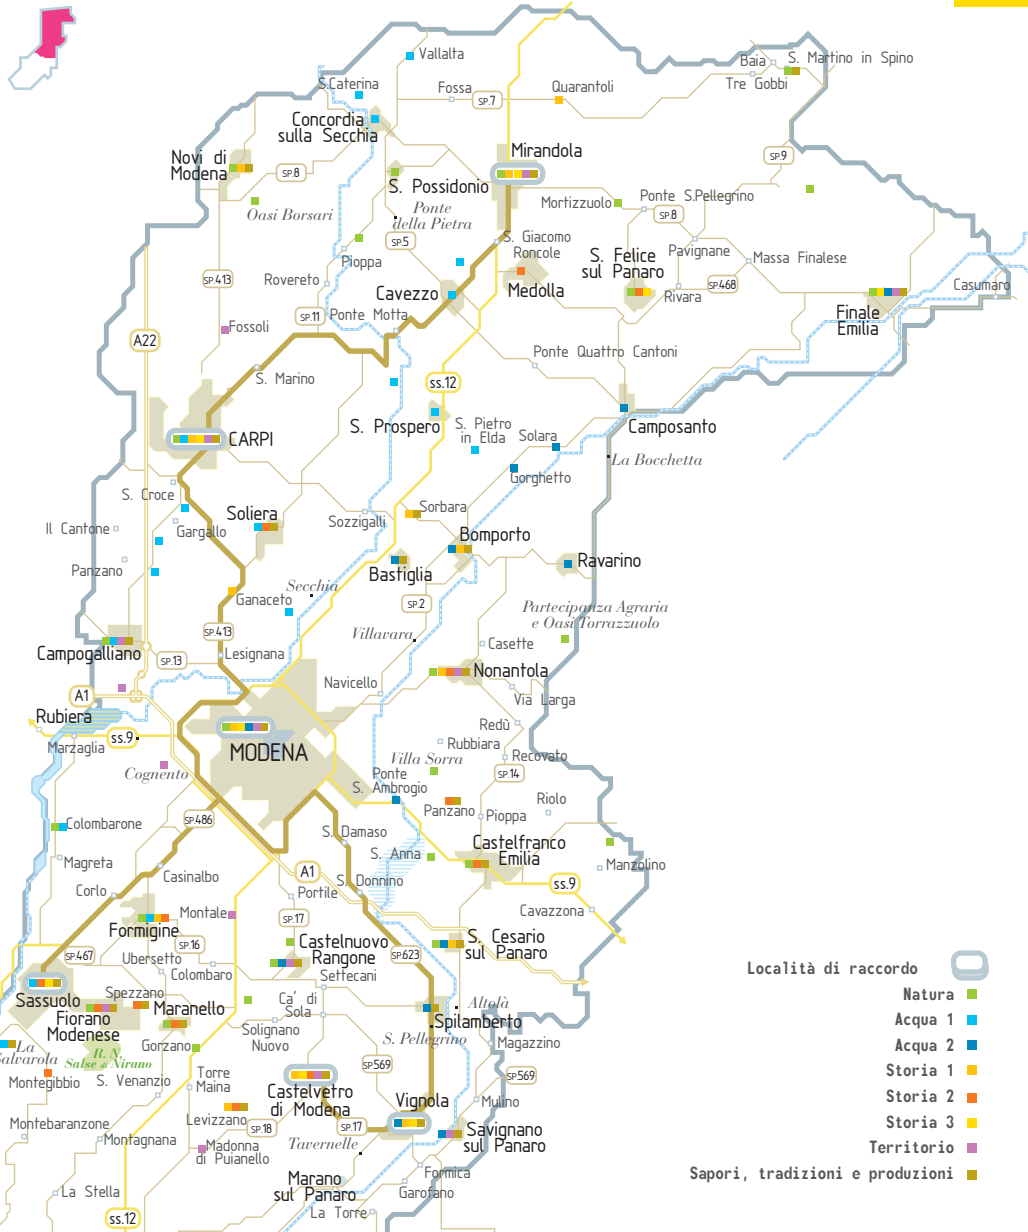 Vallalta
Baia
S. Martino in Spino
S.Caterina
Fossa
SP.7
Quarantoli
Tre Gobbi
Concordia
sulla Secchia
Mirandola
SP.9
Novi di
Modena
SP.8
S. Possidonio
Oasi Borsari
Ponte
della Pietra
Mortizzuolo
Ponte S.Pellegrino
SP.8
SP.5
S. Giacomo
Roncole
Pioppa
S. Felice
sul Panaro
Pavignane
Massa Finalese
SP.413
Rovereto
Cavezzo
Medolla
Rivara
SP.468
Casumaro
Finale
Emilia
Fossoli
SP.11
Ponte Motta
A22
Ponte Quattro Cantoni
S. Marino
ss.12
S. Prospero
S. Pietro
in Elda
Solara
Camposanto
CARPI
La Bocchetta
Gorghetto
S. Croce
Sorbara
Soliera
Sozzigalli
Il Cantone
Gargallo
Bomporto
Panzano
Bastiglia
Ravarino
Secchia
Ganaceto
SP.2
Partecipanza Agraria
e Oasi Torrazzuolo
SP.413
Villavara
Casette
Campogalliano
SP.13
Lesignana
Nonantola
Navicello
A1
Via Larga
Rubiera
Redù
ss.9
Marzaglia
MODENA
Rubbiara
Villa Sorra
Recovato
Cognento
Ponte
S. Ambrogio
SP.14
Riolo
Panzano
Pioppa
SP.486
Colombarone
S. Damaso
Castelfranco
Emilia
S. Anna
Magreta
Casinalbo
A1
Manzolino
Corlo
S. Donnino
ss.9
Portile
Montale
Cavazzona
SP.17
Formigine
SP.16
Castelnuovo
Rangone
S. Cesario
sul Panaro
SP.467
Ubersetto
SP.623
Colombaro
Settecani
Sassuolo
Spezzano
Maranello
Ca' di
Sola
Altolà
Fiorano
Modenese
Spilamberto
Solignano
Nuovo
S. Pellegrino
Magazzino
La
R. N.
Salse di Nirano
Gorzano
SP.569
SP.569
Montegibbio
S. Venanzio
Torre
Maina
Castelvetro
di Modena
Vignola
Mulino
Levizzano
SP.18
SP.17
Montebaranzone
Montagnana
Madonna
di Puianello
Tavernelle
Savignano
sul Panaro
Marano
sul Panaro
Formica
La Stella
Garofano
La Torre
ss.12
Località di raccordo
Natura
Acqua 1
Acqua 2
Storia 1
Storia 2
Storia 3
Territorio
Sapori, tradizioni e produzioni